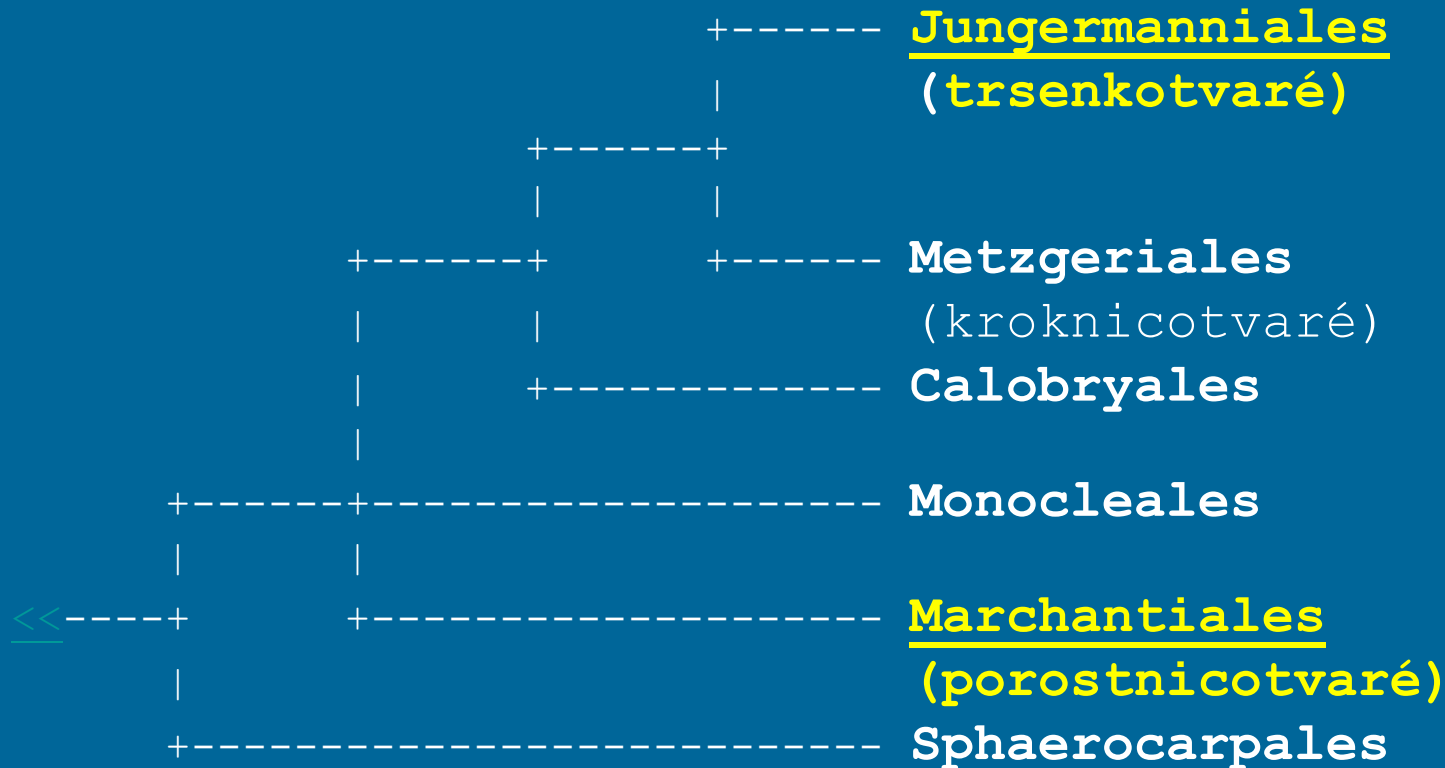 +------ Jungermanniales
| (trsenkotvaré)
+------+
| |
+------+ +------ Metzgeriales
| | (kroknicotvaré)
| +------------- Calobryales
|
+------+-------------------- Monocleales
| |
<<----+ +-------------------- Marchantiales
| (porostnicotvaré)
+--------------------------- Sphaerocarpales